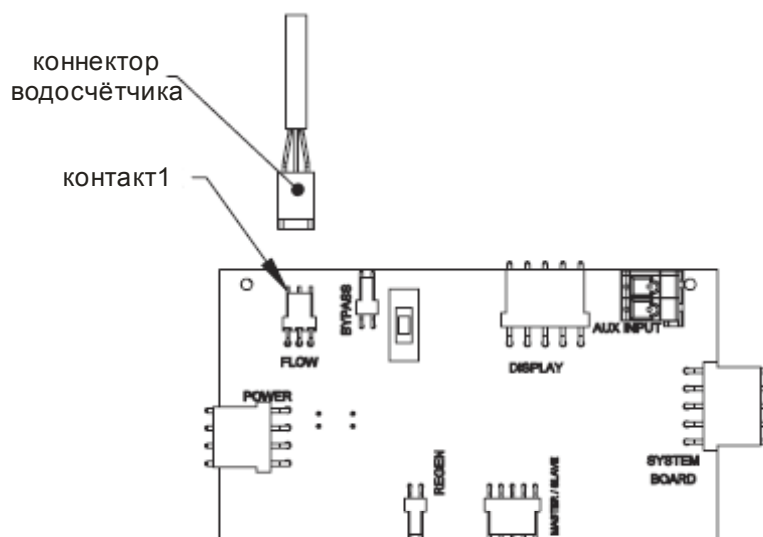 коннектор
водосчётчика
контакт1
BYPASS
FLOW
DISPLAY
AUX INPUT
POWER
REGEN
MASTER / SLAVE
SYSTEM
BOARD